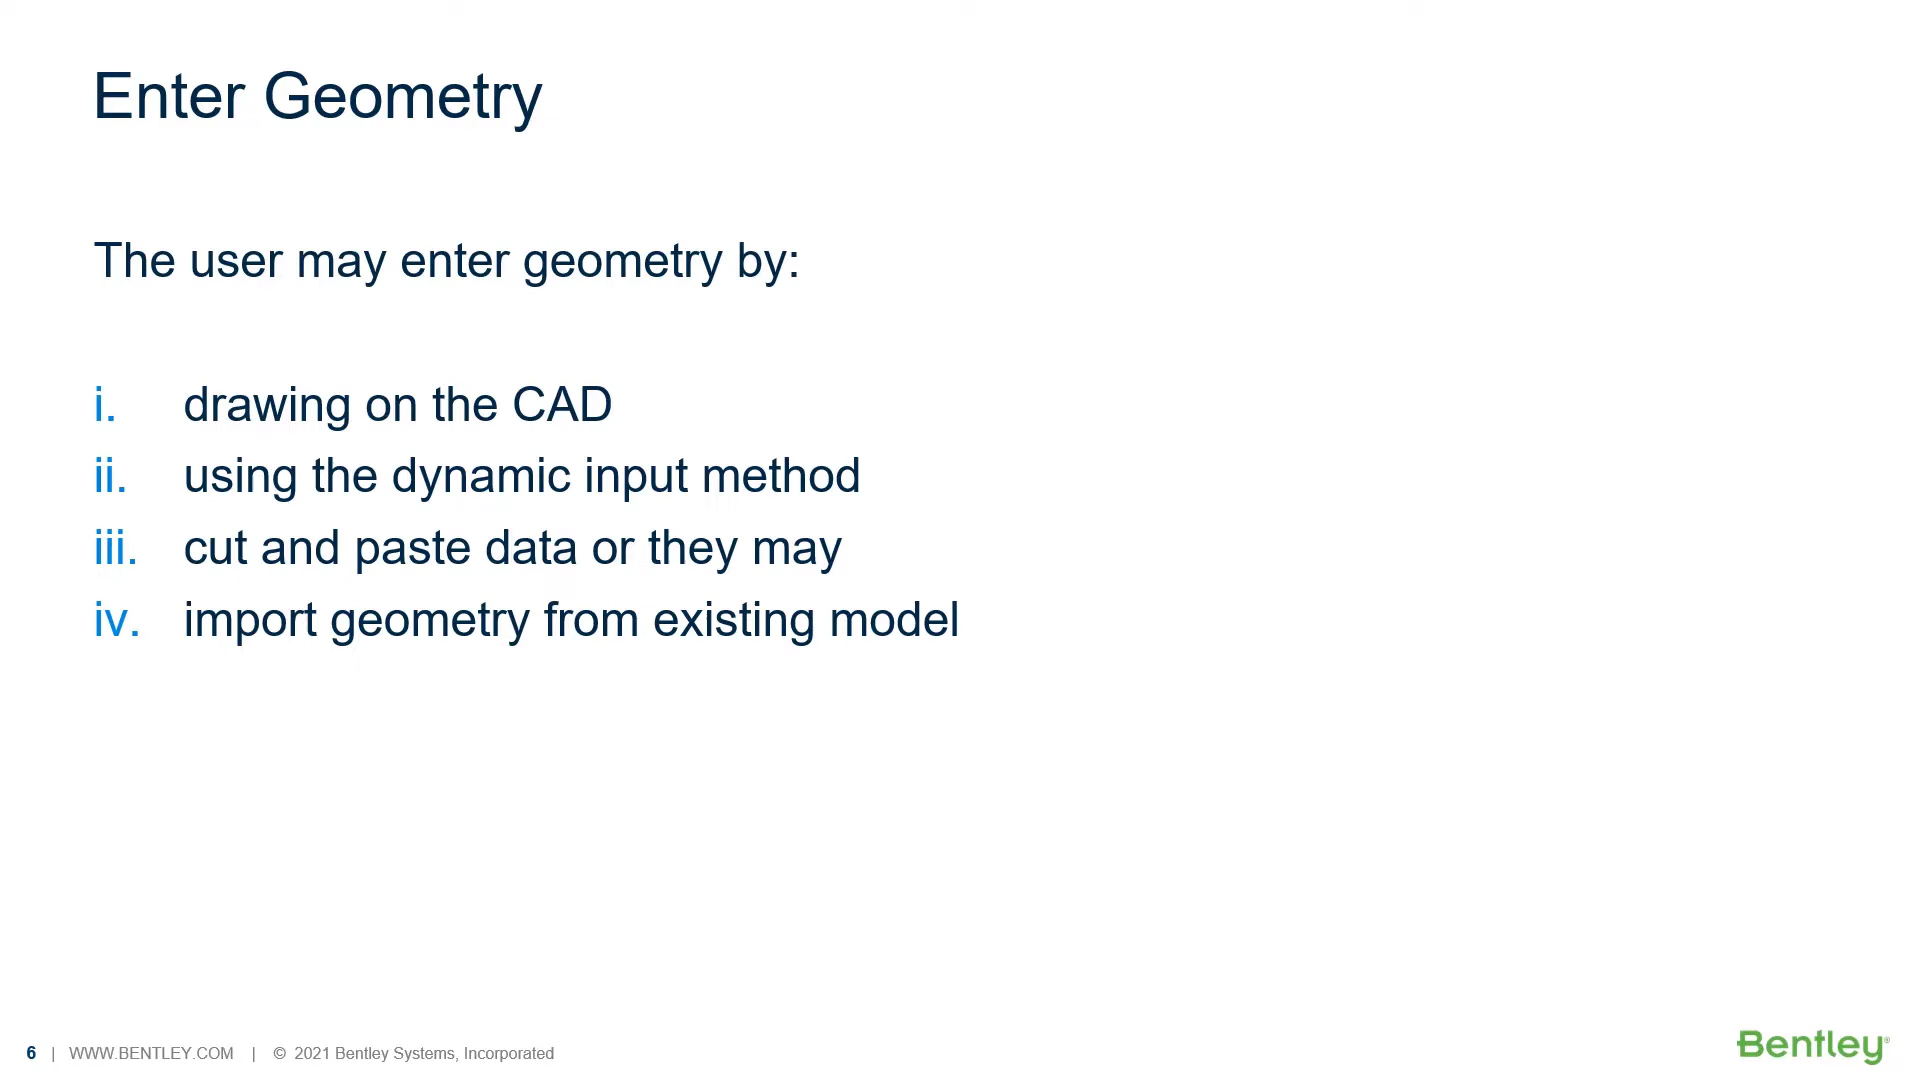 Enter Geometry
The user may enter geometry by:
i. drawing on the CAD
ii. using the dynamic input method
iii. cut and paste data or they may
iv. import geometry from existing model
6 | WWW.BENTLEY.COM | © 2021 Bentley Systems, Incorporated
Bentley®